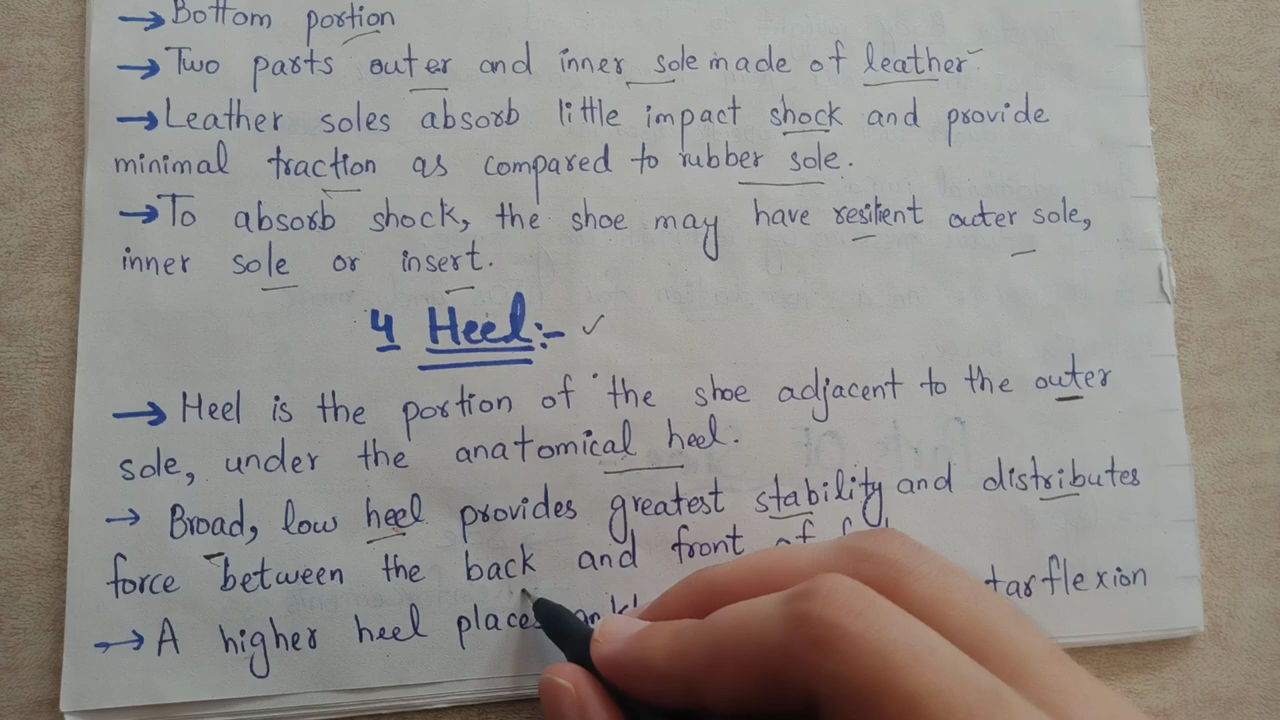 → Bottom portion
→ Two parts outer and inner sole made of leather
→ Leather soles absorb little impact shock and provide
minimal traction as compared to rubber sole.
→ To absorb shock, the shoe may have resilient outer sole,
inner sole or insert.
4 Heel:- ✓
→ Heel is the portion of the shoe adjacent to the outer
sole, under the anatomical heel.
→ Broad, low heel provides greatest stability and distributes
force between the back and front of
→ A higher heel places tarflexion